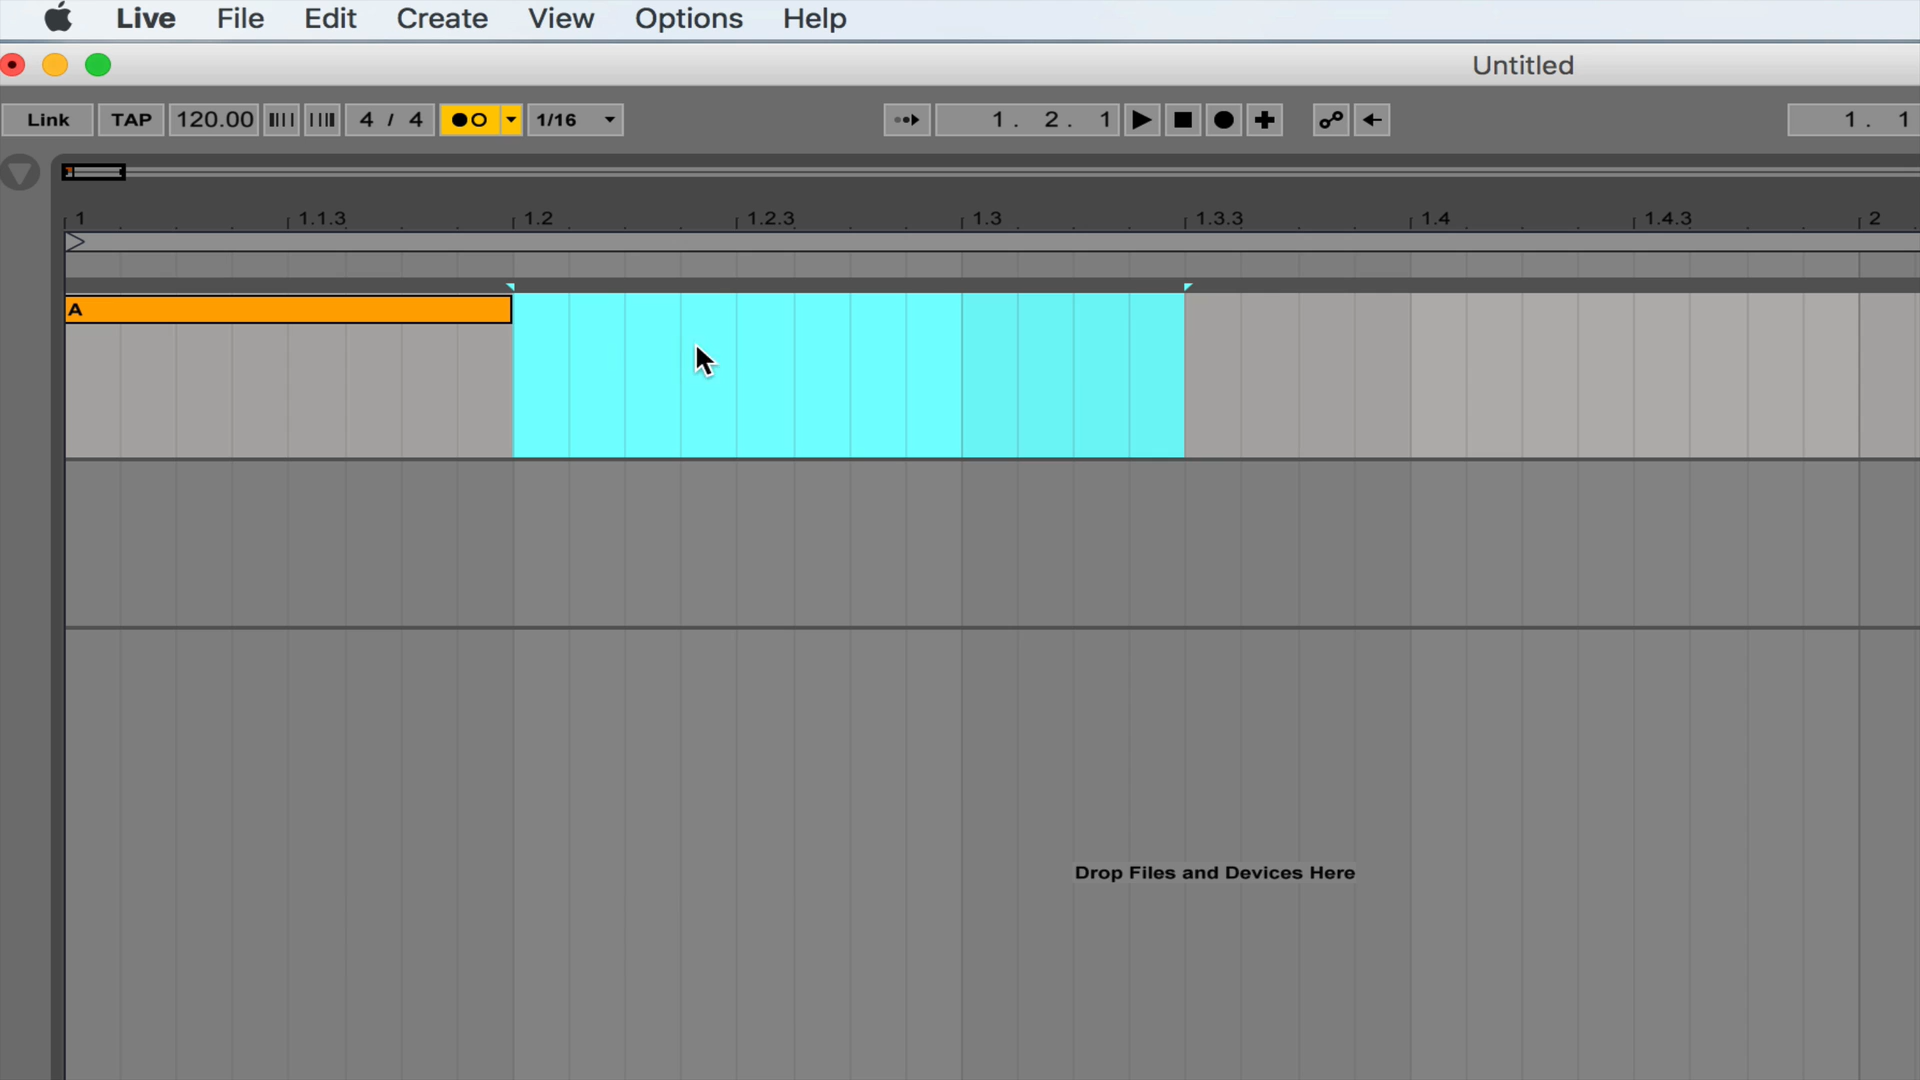 Live File Edit Create View Options Help
Untitled
Link TAP 120.00 4 / 4 1/16 1. 2. 1 1. 1
1 1.1.3 1.2 1.2.3 1.3 1.3.3 1.4 1.4.3 2
A
Drop Files and Devices Here